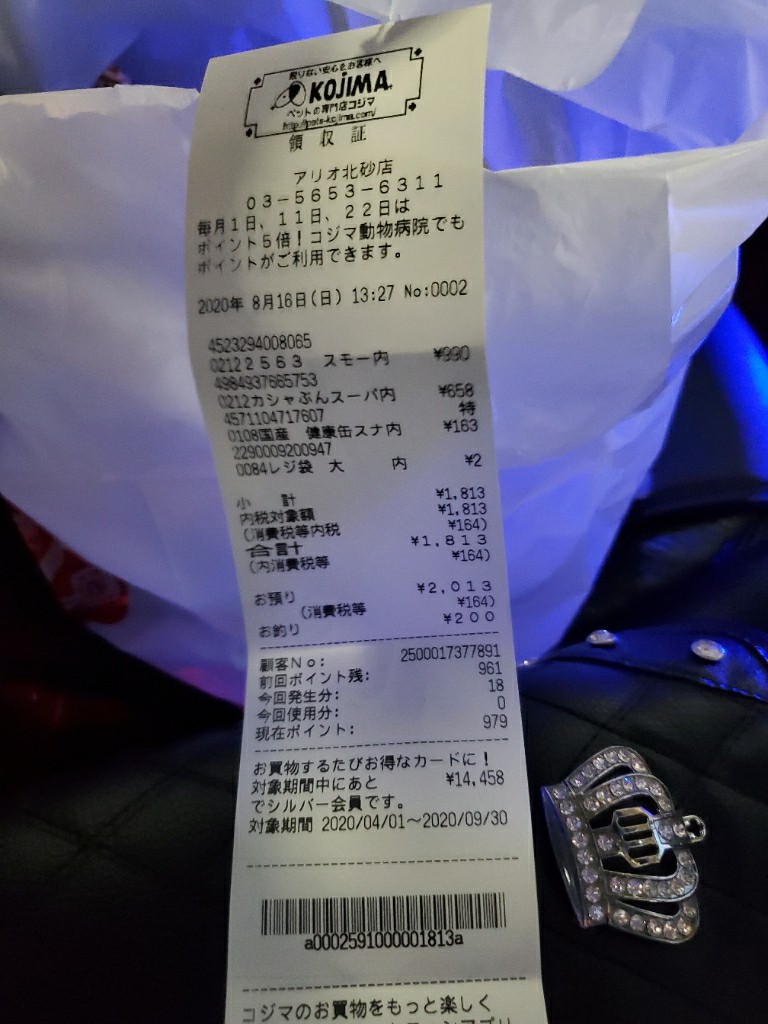 限りない安心をお客様へ
KOJIMA
ペットの専門店コジマ
http://pets-kojima.com/
領収証
アリオ北砂店
03-5653-6311
毎月1日、11日、22日は
ポイント5倍!コジマ動物病院でも
ポイントがご利用できます。
2020年 8月16日(日) 13:27 No:0002
4523294008065
0212２５６３ スモー内 ¥990
4984937665753
0212カシャぶんスーパ内 ¥658
4571104717607 特
0108国産 健康缶スナ内 ¥163
2290009200947
0084レジ袋 大 内 ¥2
小計 ¥1,813
内税対象額 ¥1,813
(消費税等内税 ¥164)
合計 ¥1,813
(内消費税等 ¥164)
お預り ¥2,013
(消費税等 ¥164)
お釣り ¥200
顧客No: 2500017377891
前回ポイント残: 961
今回発生分: 18
今回使用分: 0
現在ポイント: 979
お買物するたびお得なカードに!
対象期間中にあと ¥14,458
でシルバー会員です。
対象期間 2020/04/01～2020/09/30
a0002591000001813a
コジマのお買物をもっと楽しく